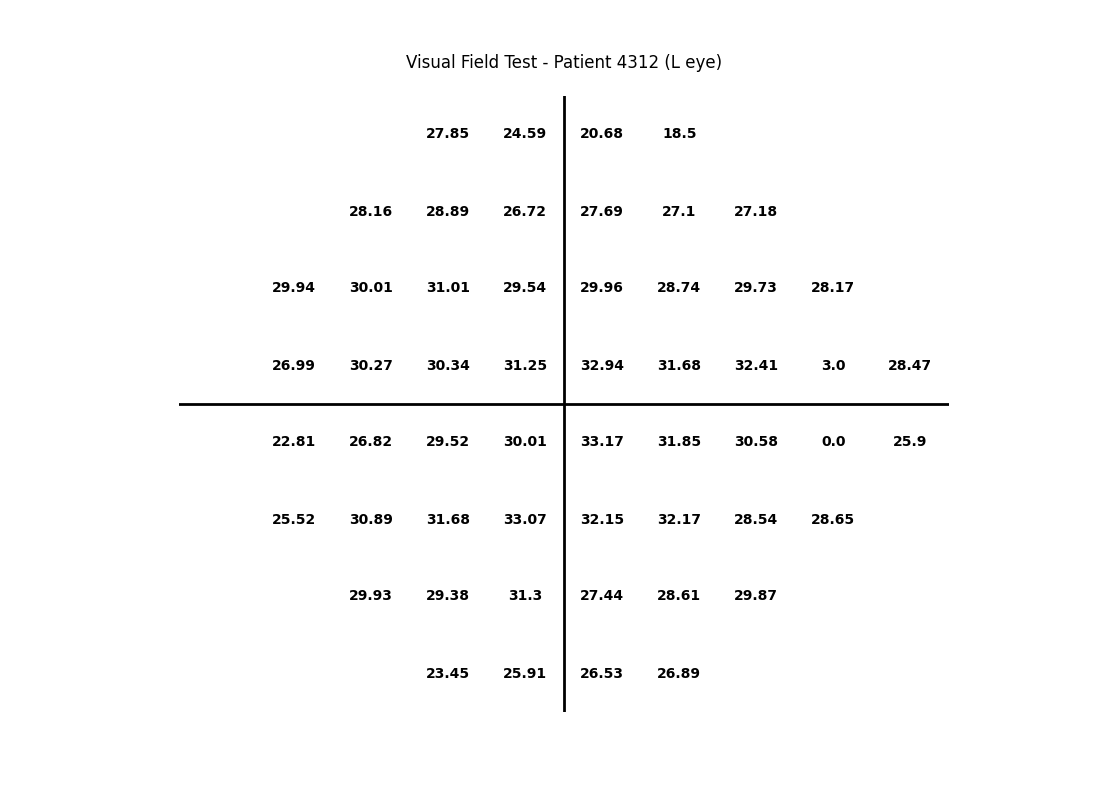 Visual Field Test - Patient 4312 (L eye)
27.85 24.59 20.68 18.5
28.16 28.89 26.72 27.69 27.1 27.18
29.94 30.01 31.01 29.54 29.96 28.74 29.73 28.17
26.99 30.27 30.34 31.25 32.94 31.68 32.41 3.0 28.47
22.81 26.82 29.52 30.01 33.17 31.85 30.58 0.0 25.9
25.52 30.89 31.68 33.07 32.15 32.17 28.54 28.65
29.93 29.38 31.3 27.44 28.61 29.87
23.45 25.91 26.53 26.89